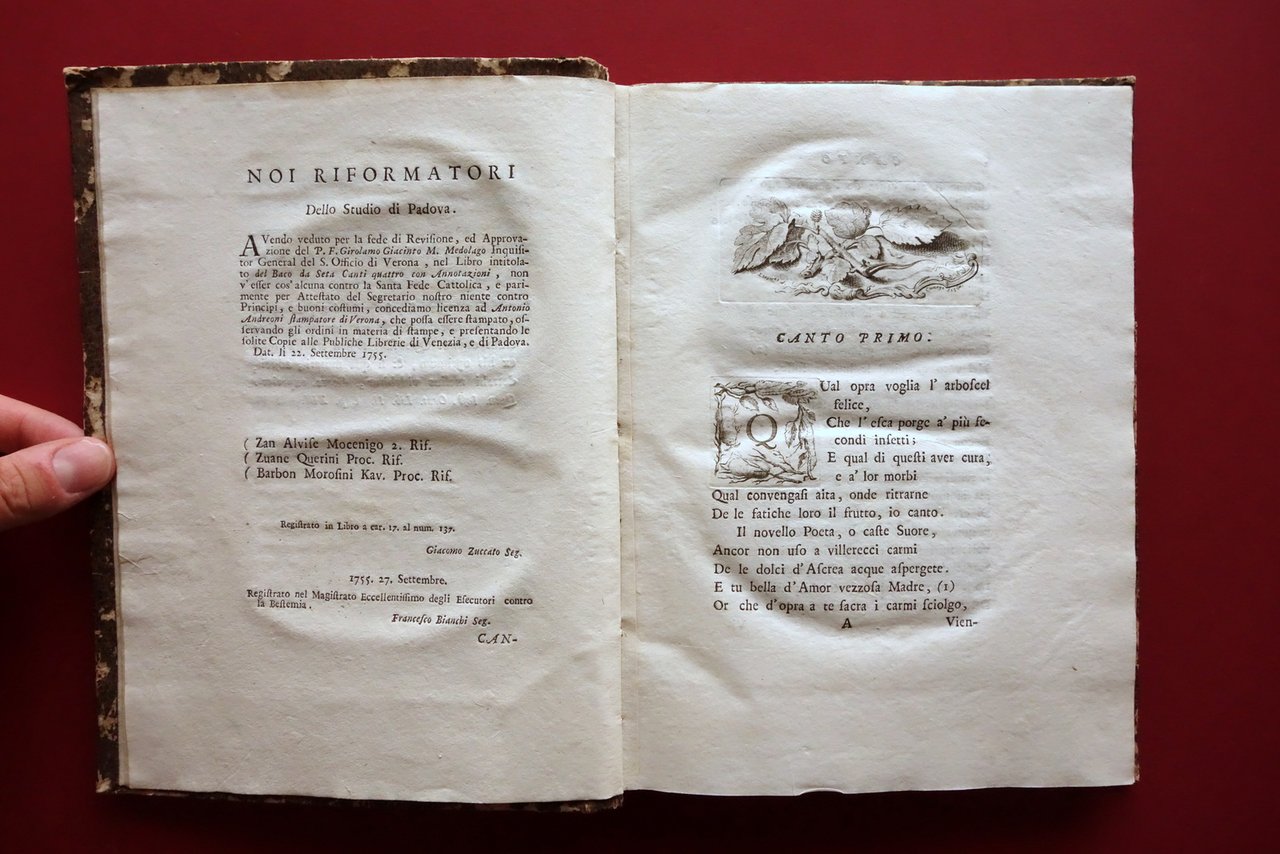 NOI RIFORMATORI
Dello Studio di Padova.
AVendo veduto per la fede di Reviſione, ed Approva-
zione del P. F. Girolamo Giacinto M. Medolago Inquiſi-
tor General del S. Officio di Verona, nel Libro intitola-
to del Baco da Seta Canti quattro con Annotazioni, non
v'eſſer cos'alcuna contro la Santa Fede Cattolica, e pari-
mente per Atteſtato del Segretario noſtro niente contro
Principi, e buoni coſtumi, concediamo licenza ad Antonio
Andreoni ſtampatore di Verona, che poſſa eſſere ſtampato, oſ-
ſervando gli ordini in materia di ſtampe, e preſentando le
ſolite Copie alle Publiche Librerie di Venezia, e di Padova.
Dat. li 22. Settembre 1755.
( Zan Alviſe Mocenigo 2. Rif.
( Zuane Querini Proc. Rif.
( Barbon Moroſini Kav. Proc. Rif.
Regiſtrato in Libro a car. 17. al num. 137.
Giacomo Zuccato Seg.
1755. 27. Settembre.
Regiſtrato nel Magiſtrato Eccellentiſſimo degli Eſecutori contro
la Beſtemia.
Franceſco Bianchi Seg.
CAN-
CANTO PRIMO.
QUal opra voglia l' arboſcel
felice,
Che l' eſca porge a' più fe-
condi inſetti;
E qual di queſti aver cura,
e a' lor morbi
Qual convengaſi aita, onde ritrarne
De le fatiche loro il frutto, io canto.
Il novello Poeta, o caſte Suore,
Ancor non uſo a villerecci carmi
De le dolci d'Aſcrea acque aſpergete.
E tu bella d'Amor vezzoſa Madre, (1)
Or che d'opra a te ſacra i carmi ſciolgo,
A Vien-